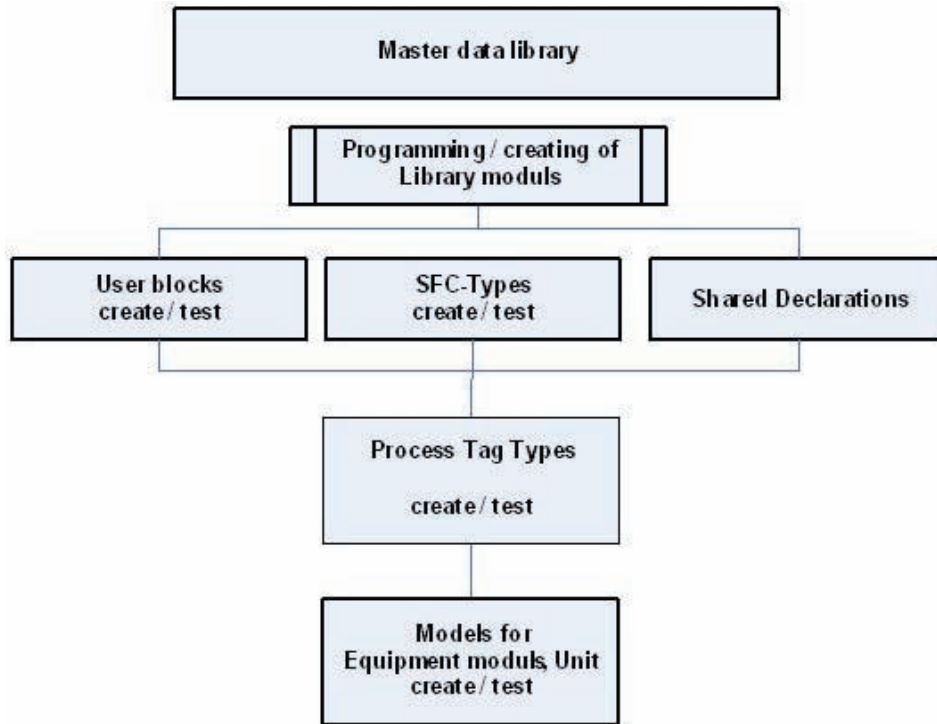 Master data library
Programming / creating of
Library moduls
User blocks
create / test
SFC-Types
create / test
Shared Declarations
Process Tag Types
create / test
Models for
Equipment moduls, Unit
create / test